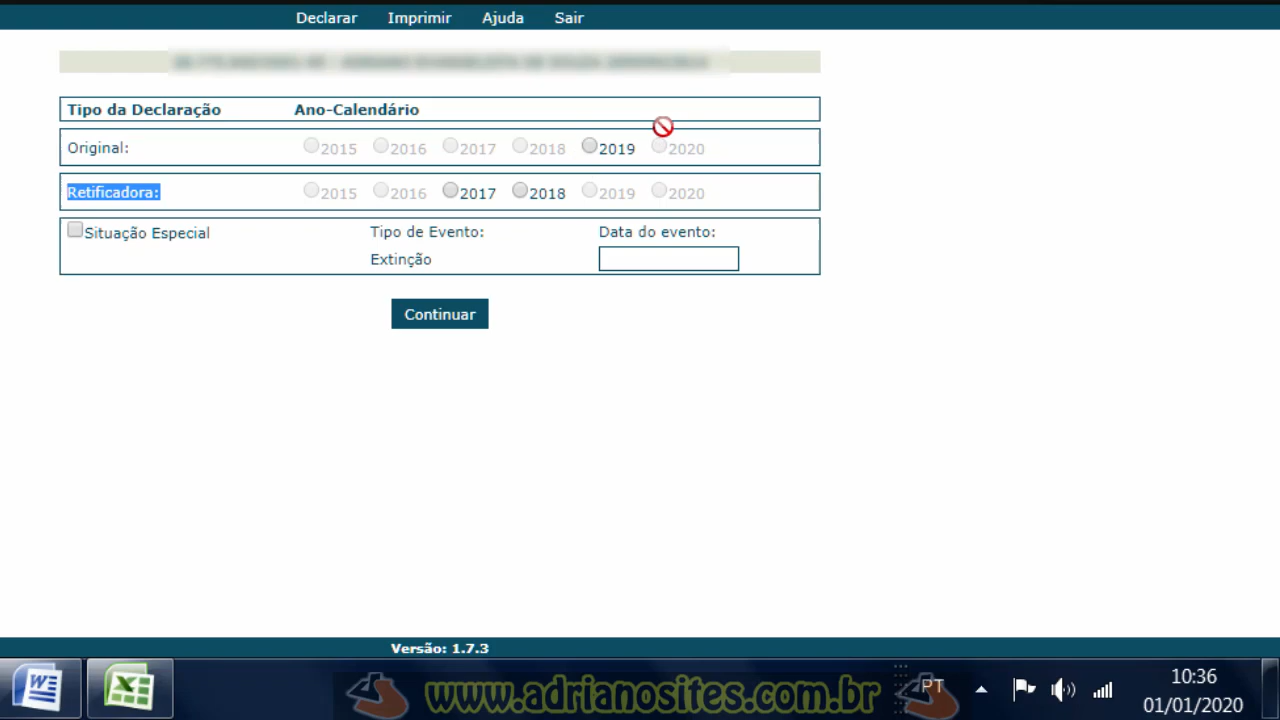 Declarar Imprimir Ajuda Sair
Tipo da Declaração Ano-Calendário
Original: 2015 2016 2017 2018 2019 2020
Retificadora: 2015 2016 2017 2018 2019 2020
Situação Especial Tipo de Evento: Data do evento:
Extinção
Continuar
Versão: 1.7.3
www.adrianosites.com.br
PT
10:36
01/01/2020